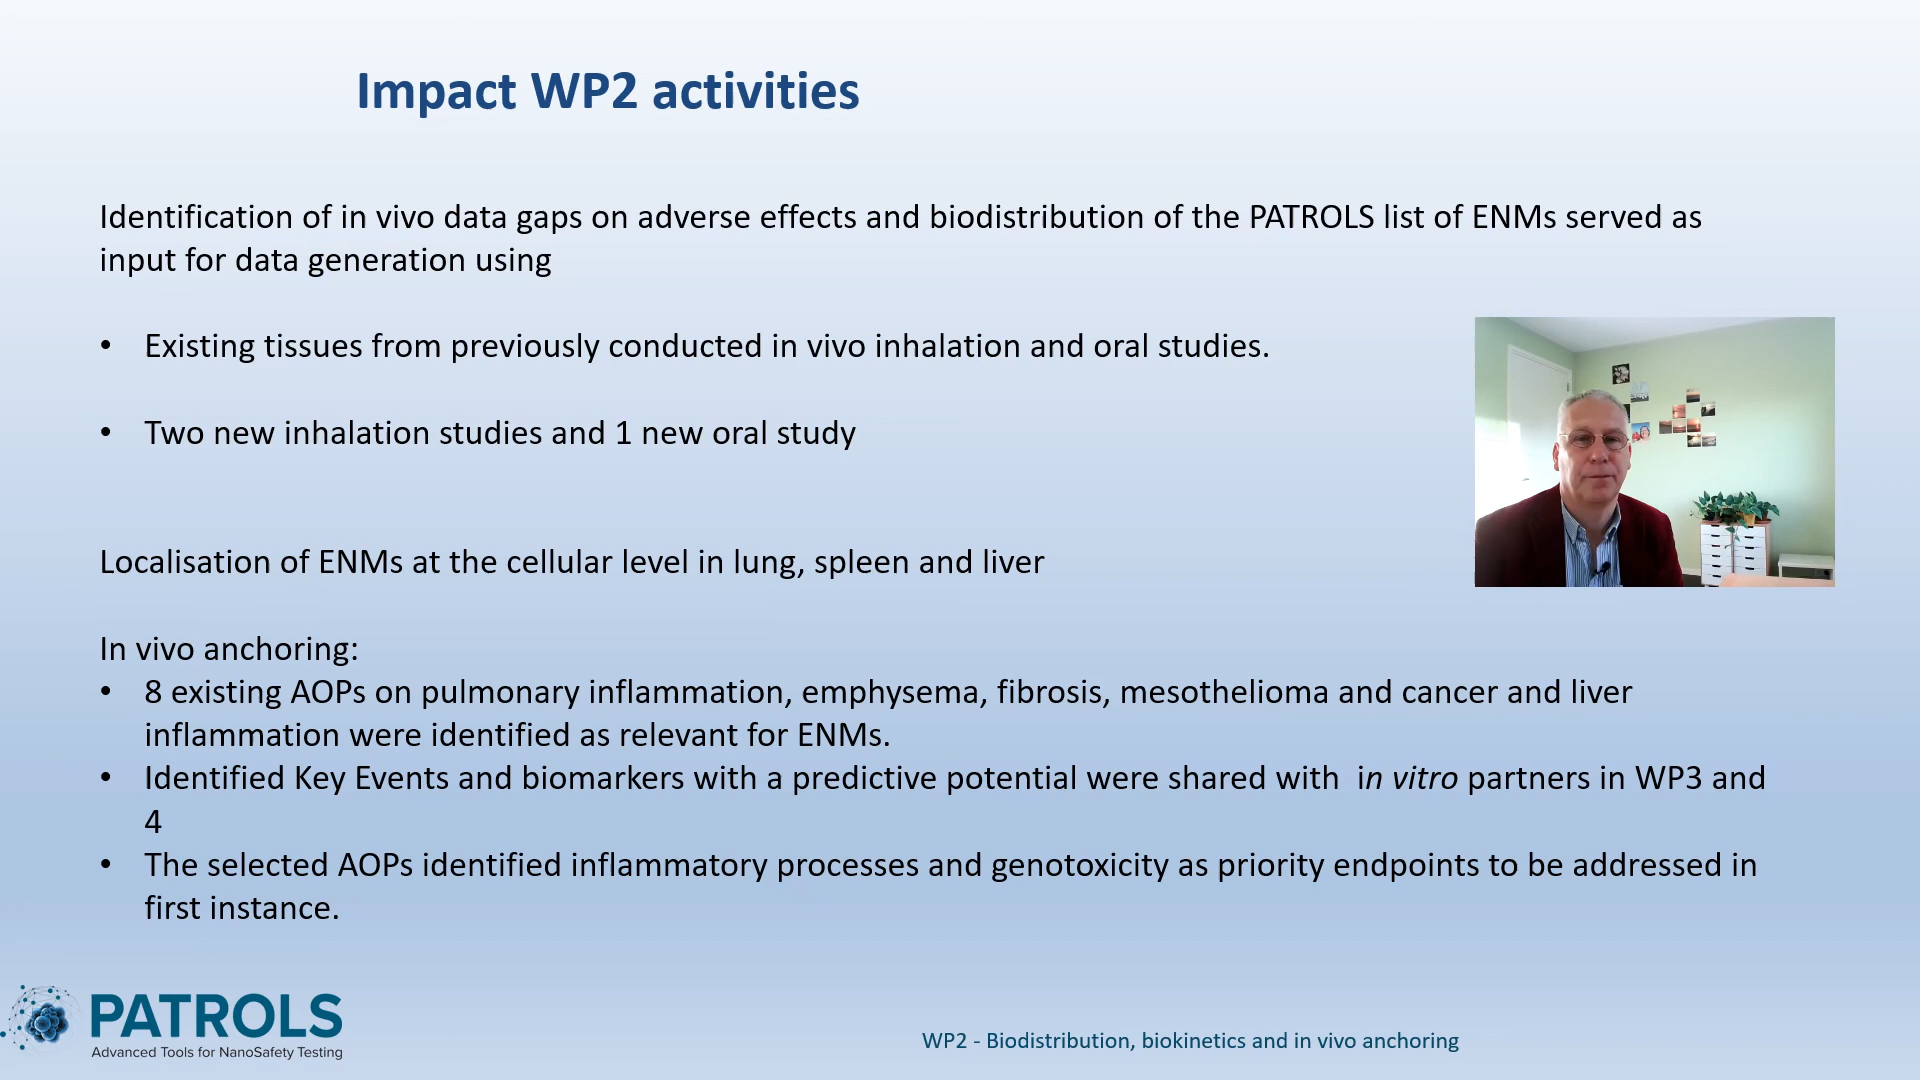 Impact WP2 activities
Identification of in vivo data gaps on adverse effects and biodistribution of the PATROLS list of ENMs served as
input for data generation using
• Existing tissues from previously conducted in vivo inhalation and oral studies.
• Two new inhalation studies and 1 new oral study
Localisation of ENMs at the cellular level in lung, spleen and liver
In vivo anchoring:
• 8 existing AOPs on pulmonary inflammation, emphysema, fibrosis, mesothelioma and cancer and liver
inflammation were identified as relevant for ENMs.
• Identified Key Events and biomarkers with a predictive potential were shared with  in vitro partners in WP3 and
4
• The selected AOPs identified inflammatory processes and genotoxicity as priority endpoints to be addressed in
first instance.
PATROLS
Advanced Tools for NanoSafety Testing
WP2 - Biodistribution, biokinetics and in vivo anchoring